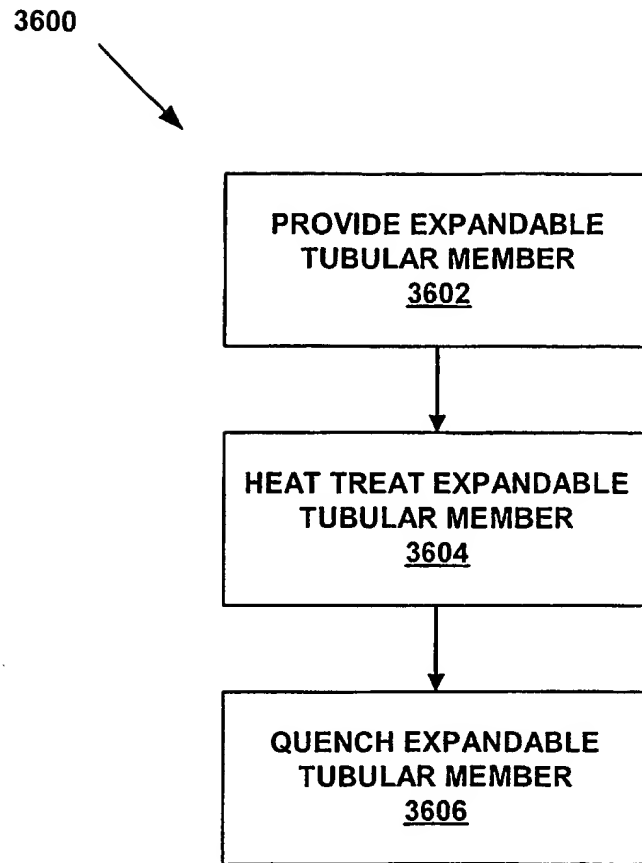 3600
PROVIDE EXPANDABLE
TUBULAR MEMBER
3602
HEAT TREAT EXPANDABLE
TUBULAR MEMBER
3604
QUENCH EXPANDABLE
TUBULAR MEMBER
3606